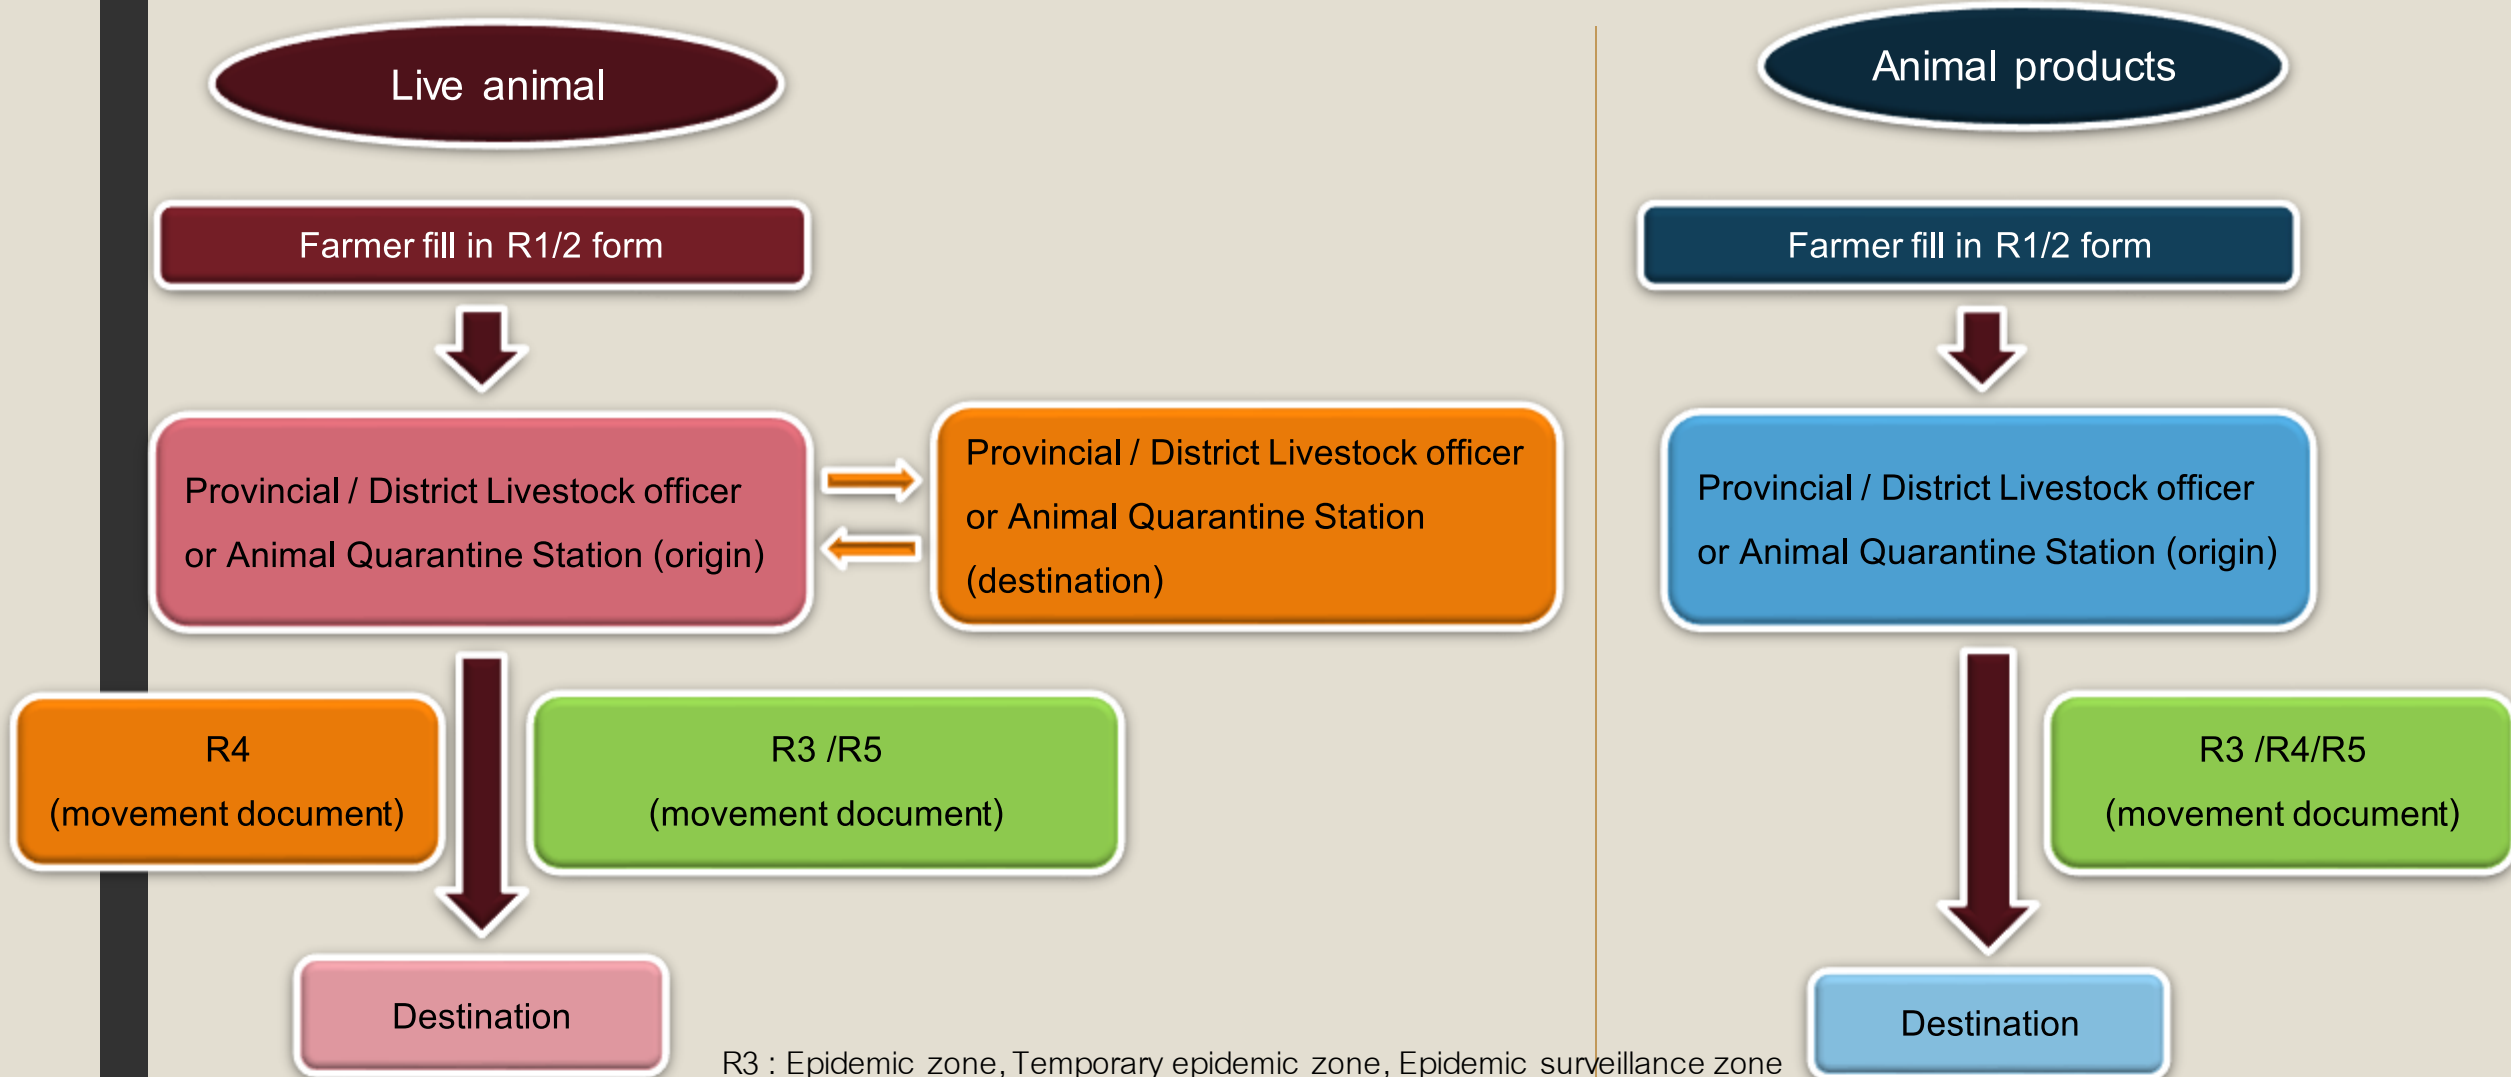 Live animal
Farmer fill in R1/2 form
Provincial / District Livestock officer
or Animal Quarantine Station (origin)
Provincial / District Livestock officer
or Animal Quarantine Station
(destination)
R4
(movement document)
R3 /R5
(movement document)
Destination
Animal products
Farmer fill in R1/2 form
Provincial / District Livestock officer
or Animal Quarantine Station (origin)
R3 /R4/R5
(movement document)
Destination
R3 : Epidemic zone, Temporary epidemic zone, Epidemic surveillance zone